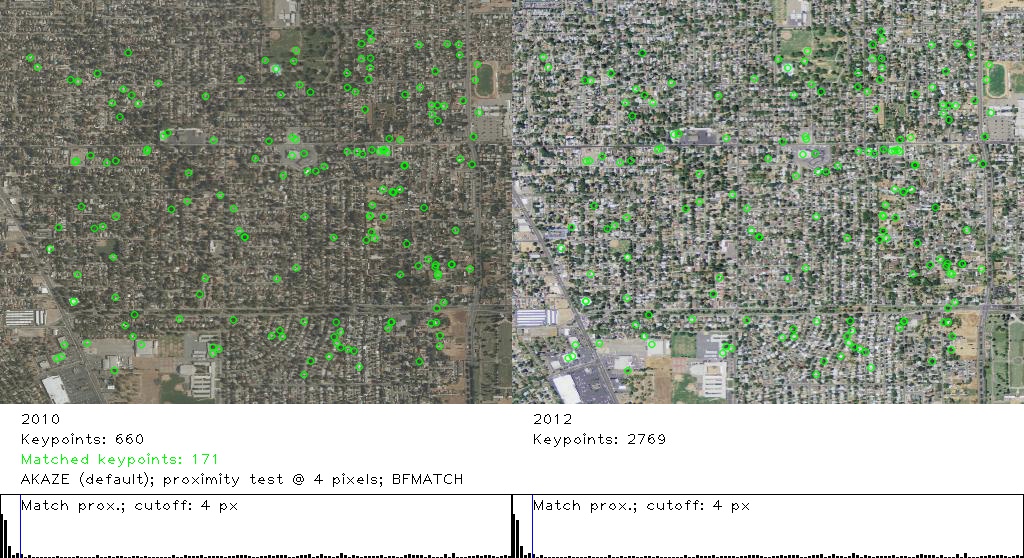 2010
Keypoints: 660
Matched keypoints: 171
AKAZE (default); proximity test @ 4 pixels; BFMATCH
2012
Keypoints: 2769
Match prox.; cutoff: 4 px
Match prox.; cutoff: 4 px